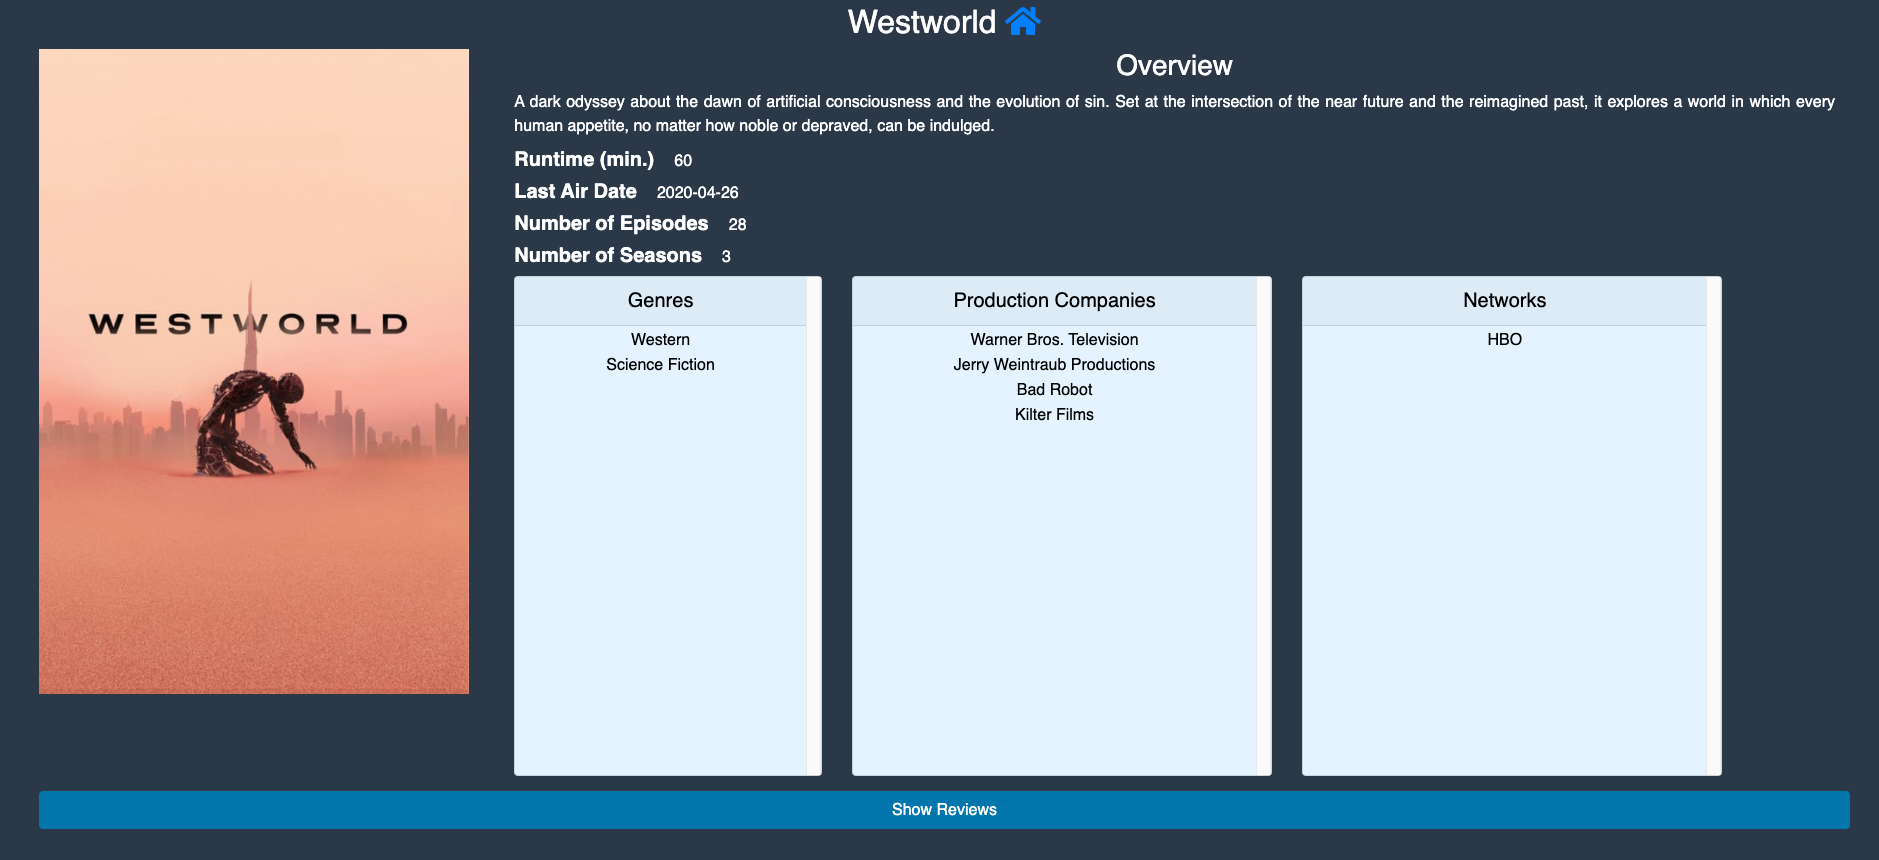 Westworld
WESTWORLD
Overview
A dark odyssey about the dawn of artificial consciousness and the evolution of sin. Set at the intersection of the near future and the reimagined past, it explores a world in which every
human appetite, no matter how noble or depraved, can be indulged.
Runtime (min.) 60
Last Air Date 2020-04-26
Number of Episodes 28
Number of Seasons 3
Genres
Western
Science Fiction
Production Companies
Warner Bros. Television
Jerry Weintraub Productions
Bad Robot
Kilter Films
Networks
HBO
Show Reviews